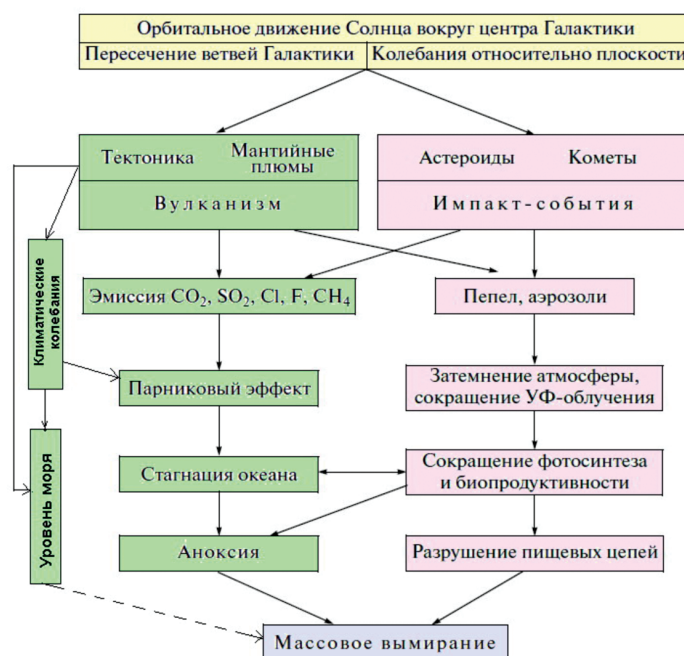 Орбитальное движение Солнца вокруг центра Галактики
Пересечение ветвей Галактики
Колебания относительно плоскости
Тектоника
Мантийные
плюмы
Вулканизм
Астероиды
Кометы
Импакт-события
Климатические
колебания
Эмиссия CO₂, SO₂, Cl, F, CH₄
Пепел, аэрозоли
Парниковый эффект
Затемнение атмосферы,
сокращение УФ-облучения
Уровень моря
Стагнация океана
Сокращение фотосинтеза
и биопродуктивности
Аноксия
Разрушение пищевых цепей
Массовое вымирание